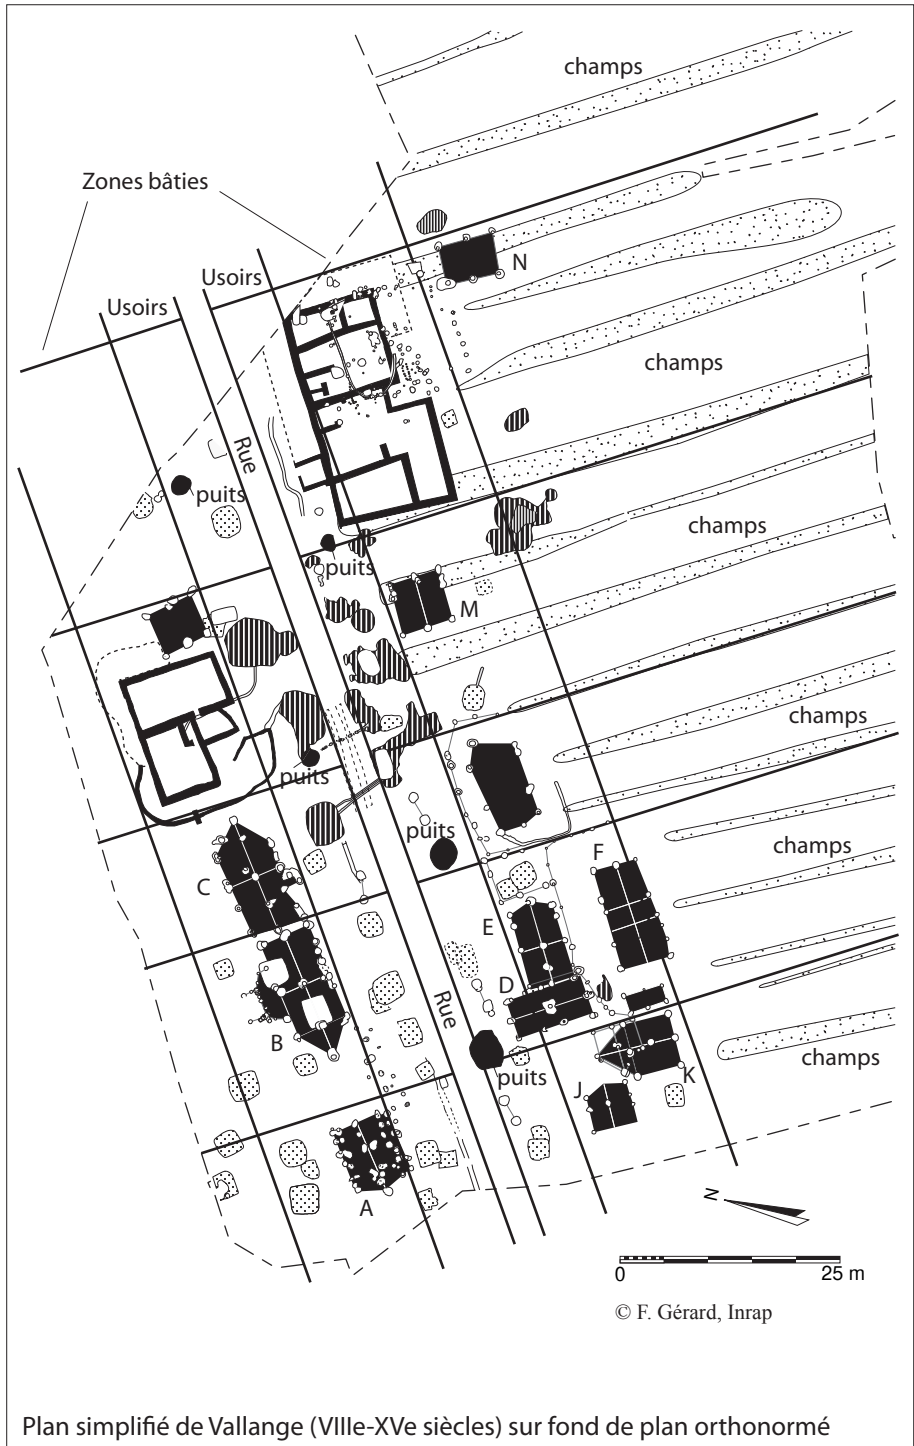 champs
Zones bâties
N
Usoirs
Usoirs
champs
Rue
puits
champs
puits
M
champs
puits
puits
champs
F
C
E
D
Rue
B
champs
puits
J
K
A
N
0 25 m
© F. Gérard, Inrap
Plan simplifié de Vallange (VIIIe-XVe siècles) sur fond de plan orthonormé